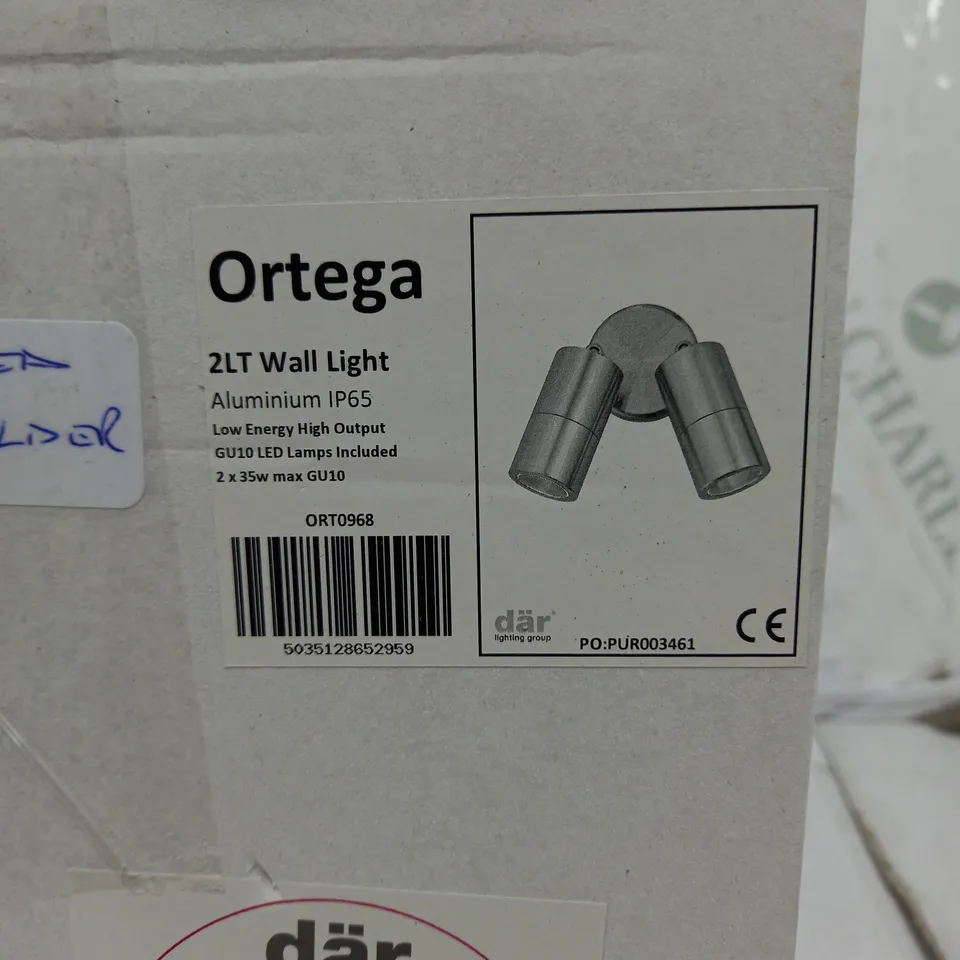 Ortega
2LT Wall Light
Aluminium IP65
Low Energy High Output
GU10 LED Lamps Included
2 x 35w max GU10
ORT0968
5035128652959
där
lighting group
PO:PUR003461
CE
där